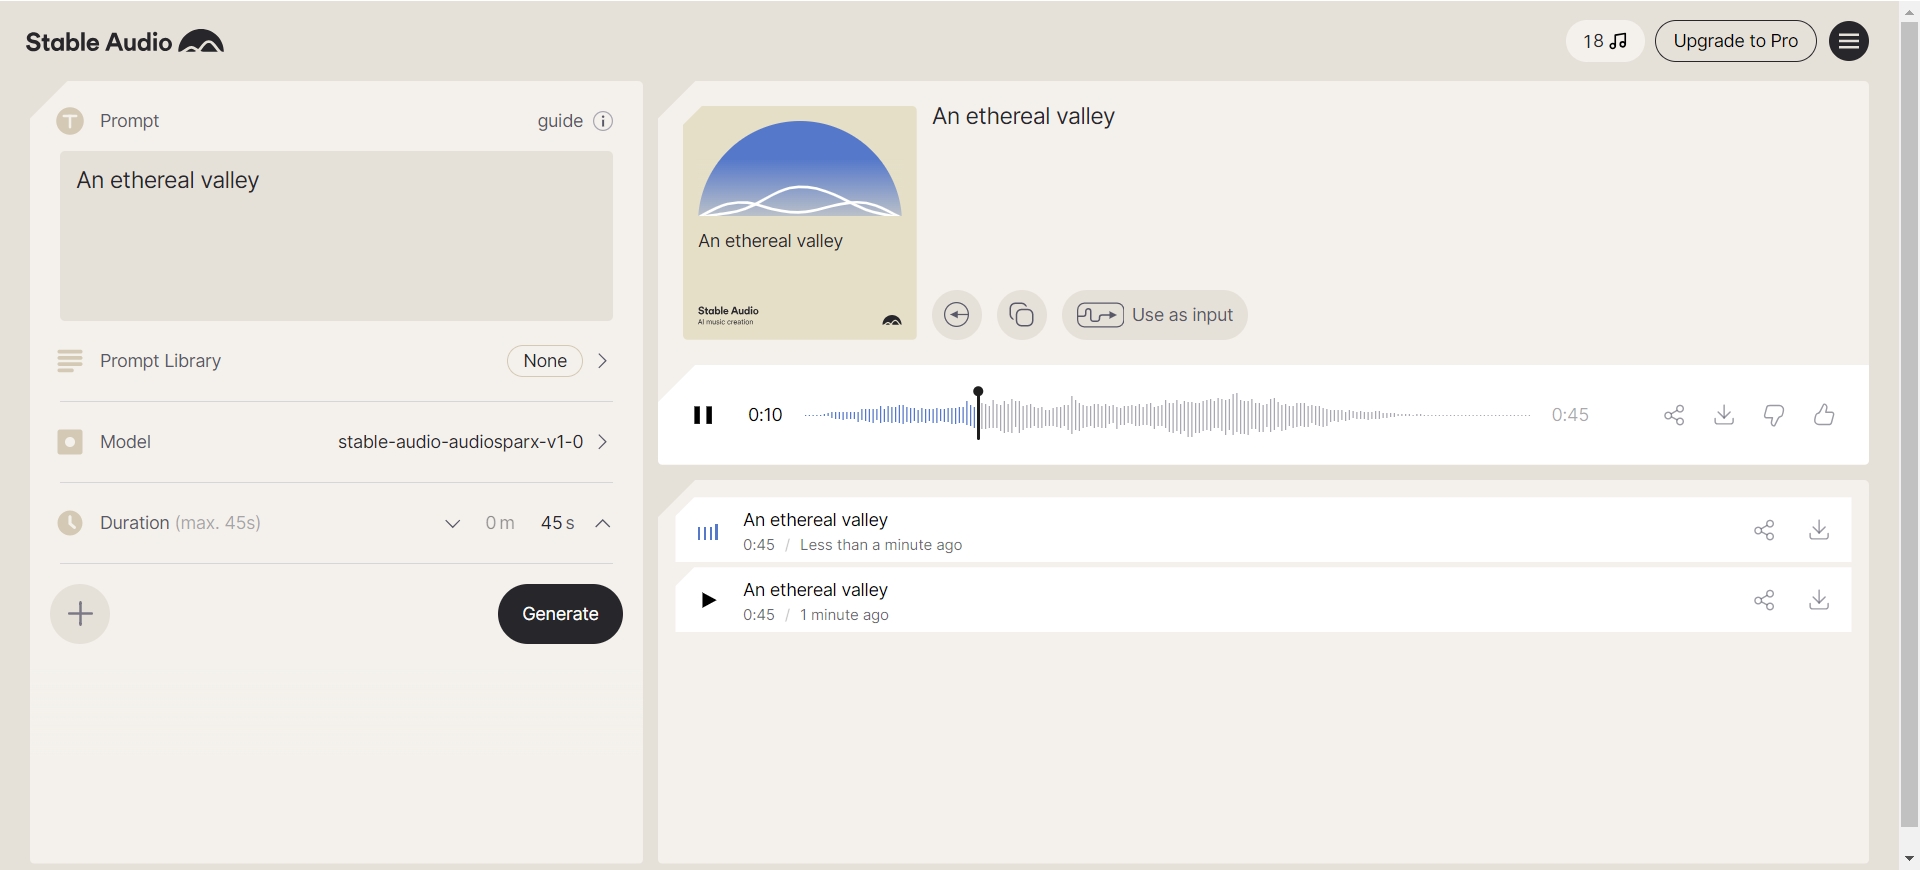 Stable Audio
18
Upgrade to Pro
Prompt
guide
An ethereal valley
Prompt Library
None
Model
stable-audio-audiosparx-v1-0
Duration (max. 45s)
0 m
45 s
Generate
An ethereal valley
An ethereal valley
Stable Audio
AI music creation
Use as input
0:10
0:45
An ethereal valley
0:45 / Less than a minute ago
An ethereal valley
0:45 / 1 minute ago